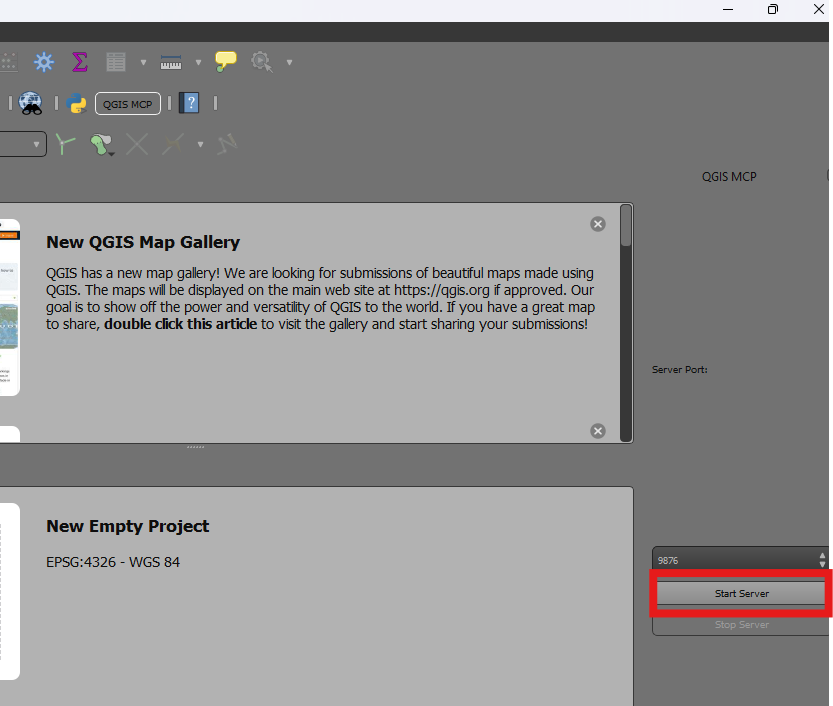 QGIS MCP
?
QGIS MCP
New QGIS Map Gallery
QGIS has a new map gallery! We are looking for submissions of beautiful maps made using
QGIS. The maps will be displayed on the main web site at https://qgis.org if approved. Our
goal is to show off the power and versatility of QGIS to the world. If you have a great map
to share, double click this article to visit the gallery and start sharing your submissions!
Server Port:
New Empty Project
EPSG:4326 - WGS 84
9876
Start Server
Stop Server